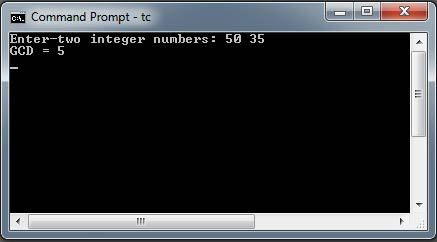 Command Prompt - tc
Enter-two integer numbers: 50 35
GCD = 5